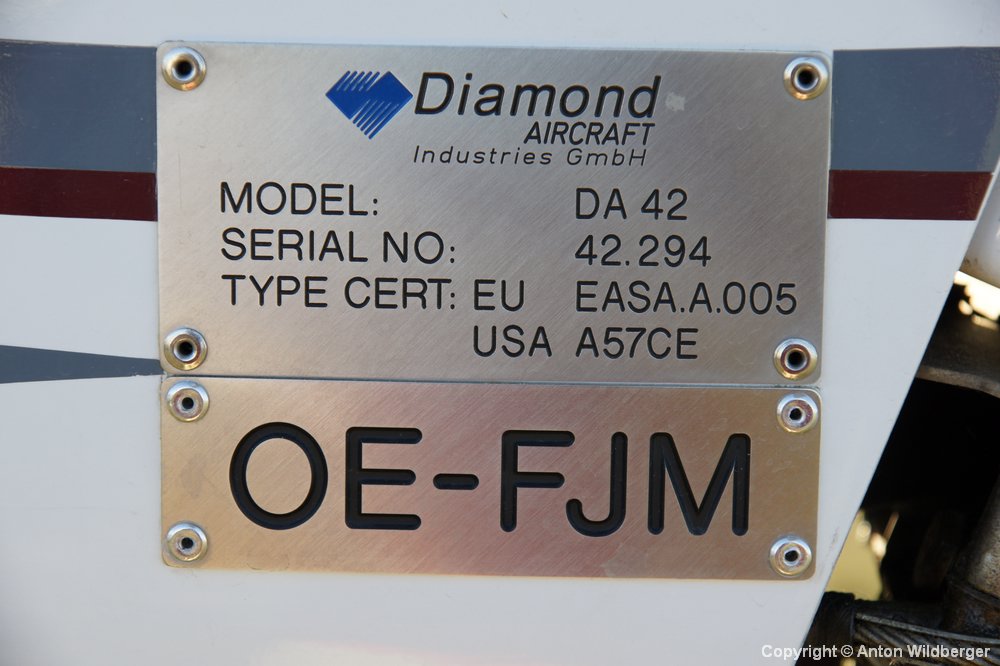 Diamond
AIRCRAFT
Industries GmbH
MODEL: DA 42
SERIAL NO: 42.294
TYPE CERT: EU EASA.A.005
USA A57CE
OE-FJM
Copyright © Anton Wildberger